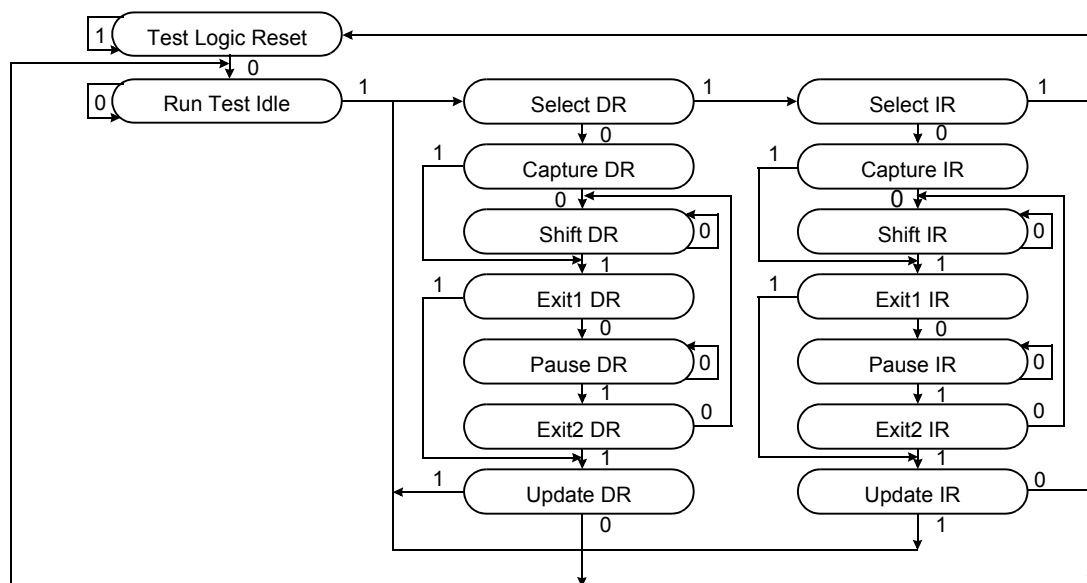 1 Test Logic Reset
0
0 Run Test Idle 1 Select DR 1 Select IR 1
0 0
1 Capture DR 1 Capture IR
0 0
Shift DR 0 Shift IR 0
1 1
1 Exit1 DR 1 Exit1 IR
0 0
Pause DR 0 Pause IR 0
1 1
Exit2 DR 0 Exit2 IR 0
1 1
1 Update DR Update IR 0
0 1